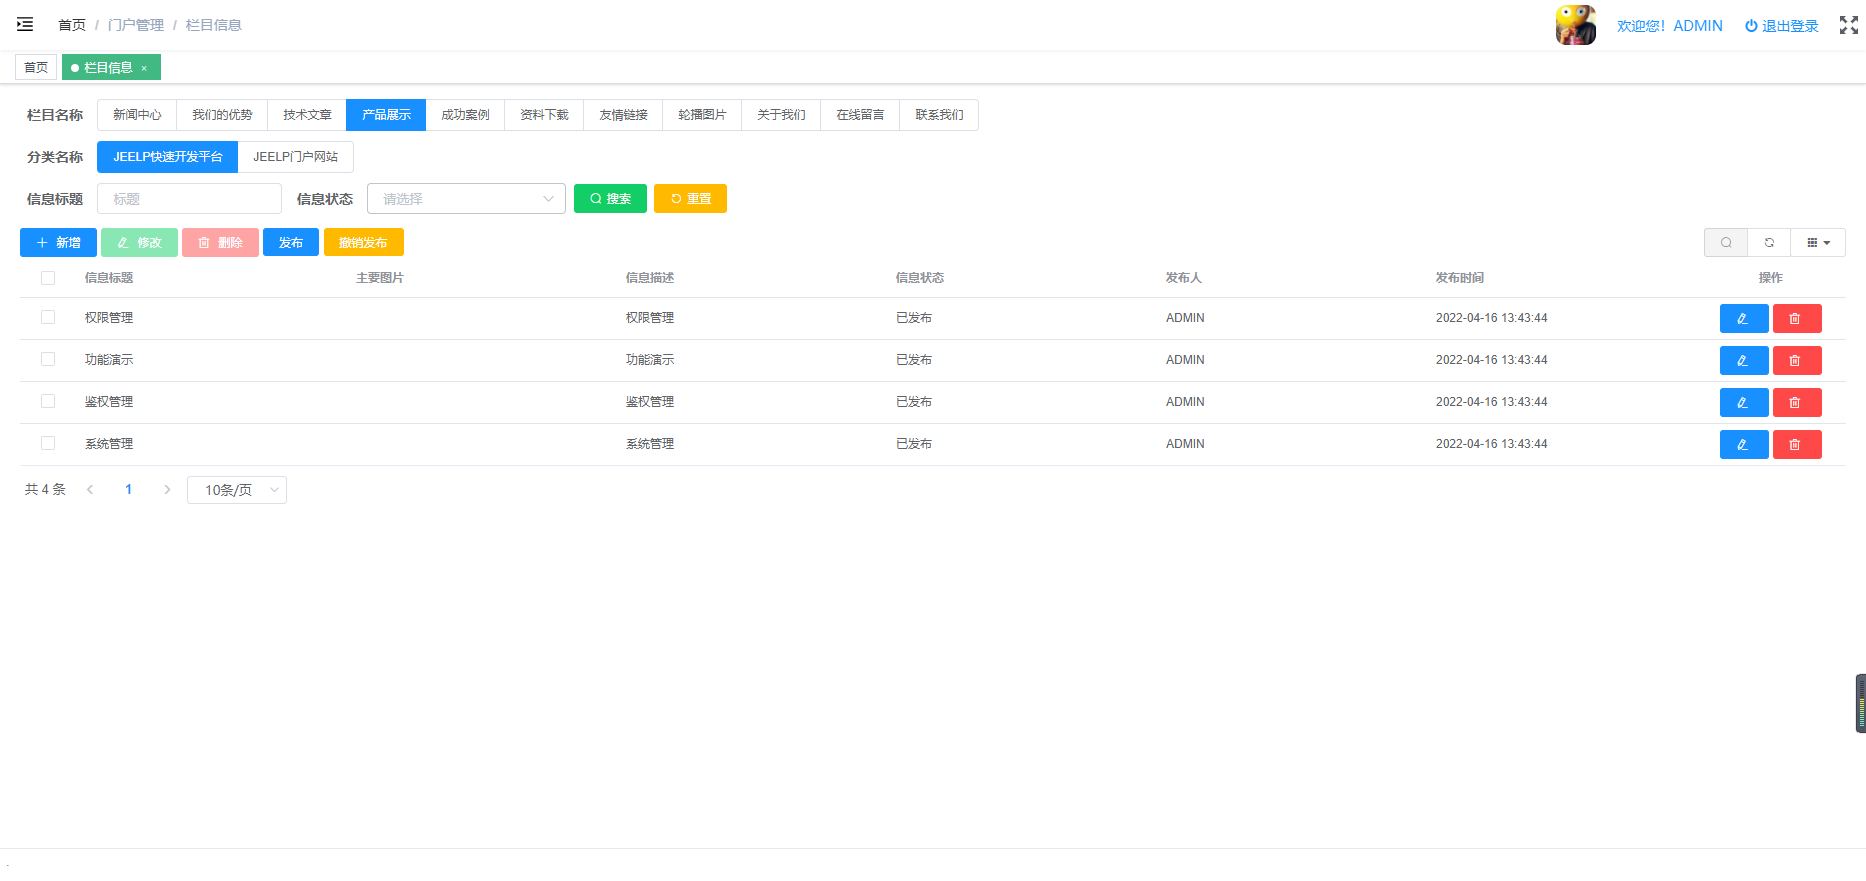 首页 / 门户管理 / 栏目信息 欢迎您！ADMIN 退出登录
首页 栏目信息 ×
栏目名称 新闻中心 我们的优势 技术文章 产品展示 成功案例 资料下载 友情链接 轮播图片 关于我们 在线留言 联系我们
分类名称 JEELP快速开发平台 JEELP门户网站
信息标题 标题 信息状态 请选择 搜索 重置
新增 修改 删除 发布 撤销发布
信息标题 主要图片 信息描述 信息状态 发布人 发布时间 操作
权限管理 权限管理 已发布 ADMIN 2022-04-16 13:43:44
功能演示 功能演示 已发布 ADMIN 2022-04-16 13:43:44
鉴权管理 鉴权管理 已发布 ADMIN 2022-04-16 13:43:44
系统管理 系统管理 已发布 ADMIN 2022-04-16 13:43:44
共 4 条 1 10条/页